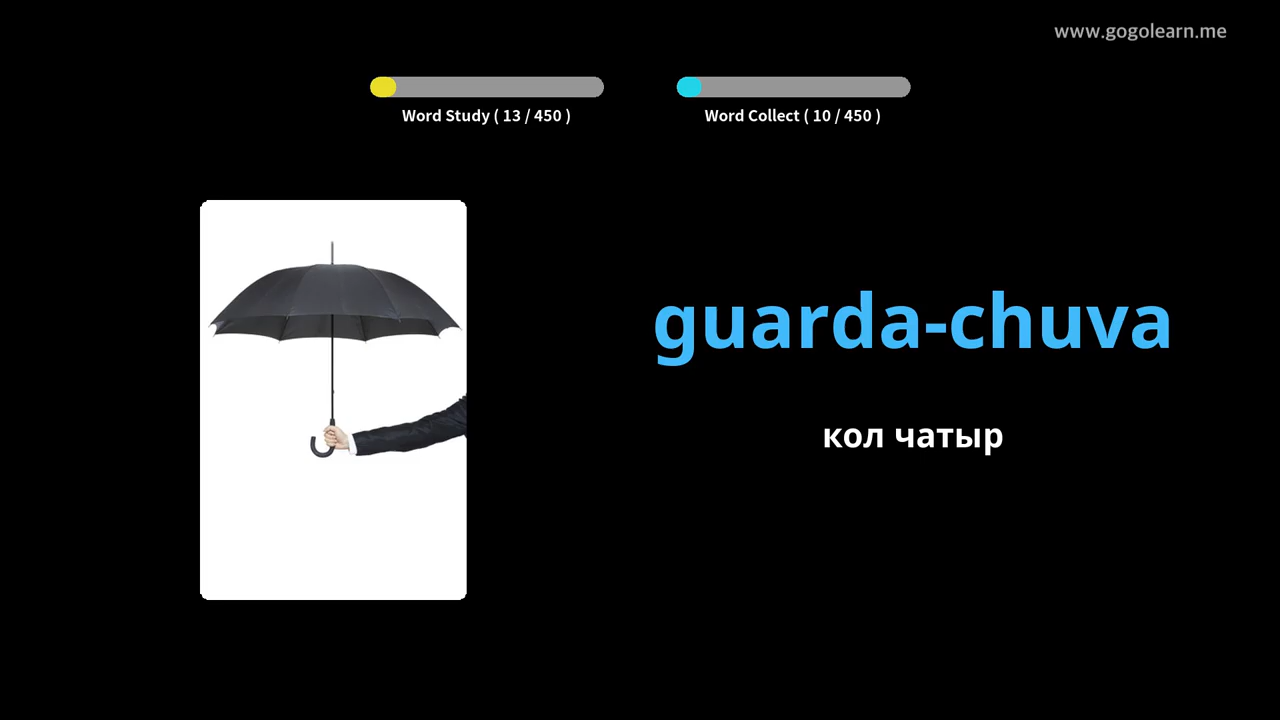 www.gogolearn.me
Word Study ( 13 / 450 )
Word Collect ( 10 / 450 )
guarda-chuva
кол чатыр